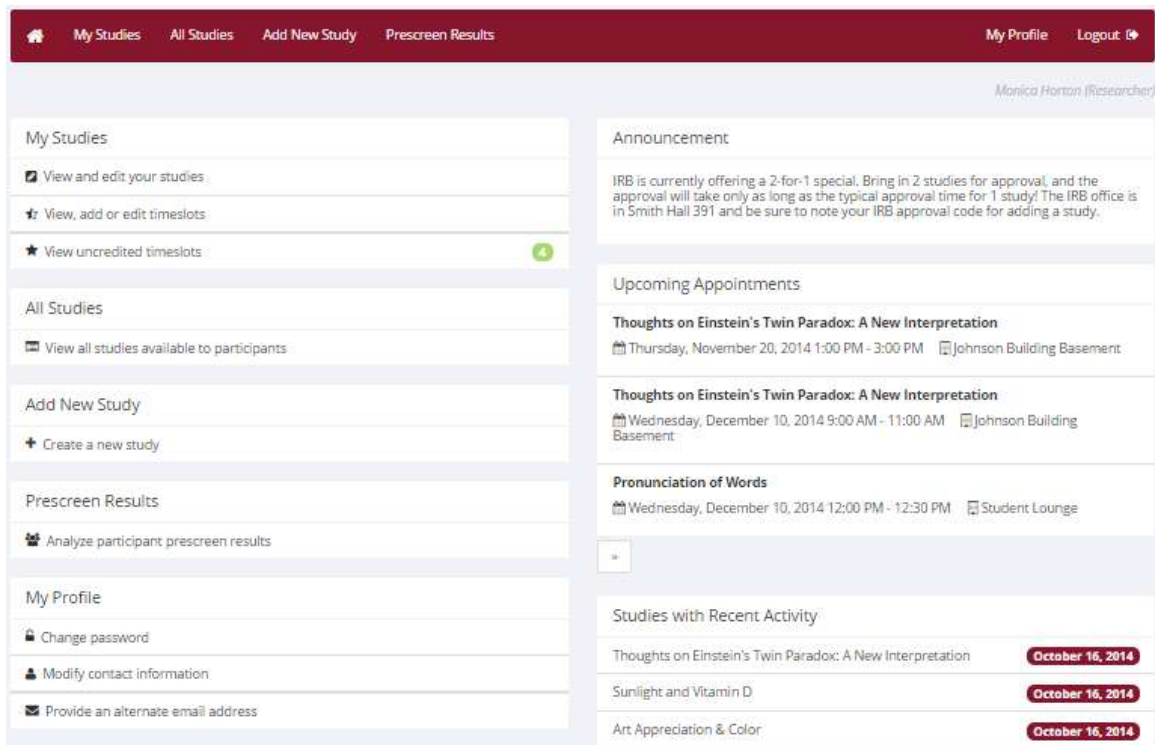 My Studies All Studies Add New Study Prescreen Results My Profile Logout
Monica Horton (Researcher)
My Studies
View and edit your studies
View, add or edit timeslots
View uncredited timeslots 4
All Studies
View all studies available to participants
Add New Study
Create a new study
Prescreen Results
Analyze participant prescreen results
My Profile
Change password
Modify contact information
Provide an alternate email address
Announcement
IRB is currently offering a 2-for-1 special. Bring in 2 studies for approval, and the
approval will take only as long as the typical approval time for 1 study! The IRB office is
in Smith Hall 391 and be sure to note your IRB approval code for adding a study.
Upcoming Appointments
Thoughts on Einstein's Twin Paradox: A New Interpretation
Thursday, November 20, 2014 1:00 PM - 3:00 PM Johnson Building Basement
Thoughts on Einstein's Twin Paradox: A New Interpretation
Wednesday, December 10, 2014 9:00 AM - 11:00 AM Johnson Building
Basement
Pronunciation of Words
Wednesday, December 10, 2014 12:00 PM - 12:30 PM Student Lounge
»
Studies with Recent Activity
Thoughts on Einstein's Twin Paradox: A New Interpretation October 16, 2014
Sunlight and Vitamin D October 16, 2014
Art Appreciation & Color October 16, 2014